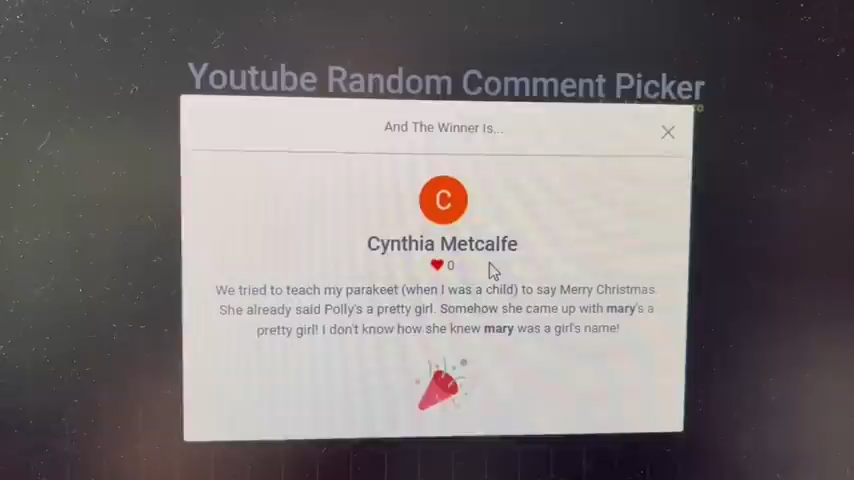 Youtube Random Comment Picker
And The Winner Is...
C
Cynthia Metcalfe
0
We tried to teach my parakeet (when I was a child) to say Merry Christmas.
She already said Polly's a pretty girl. Somehow she came up with mary's a
pretty girl! I don't know how she knew mary was a girl's name!